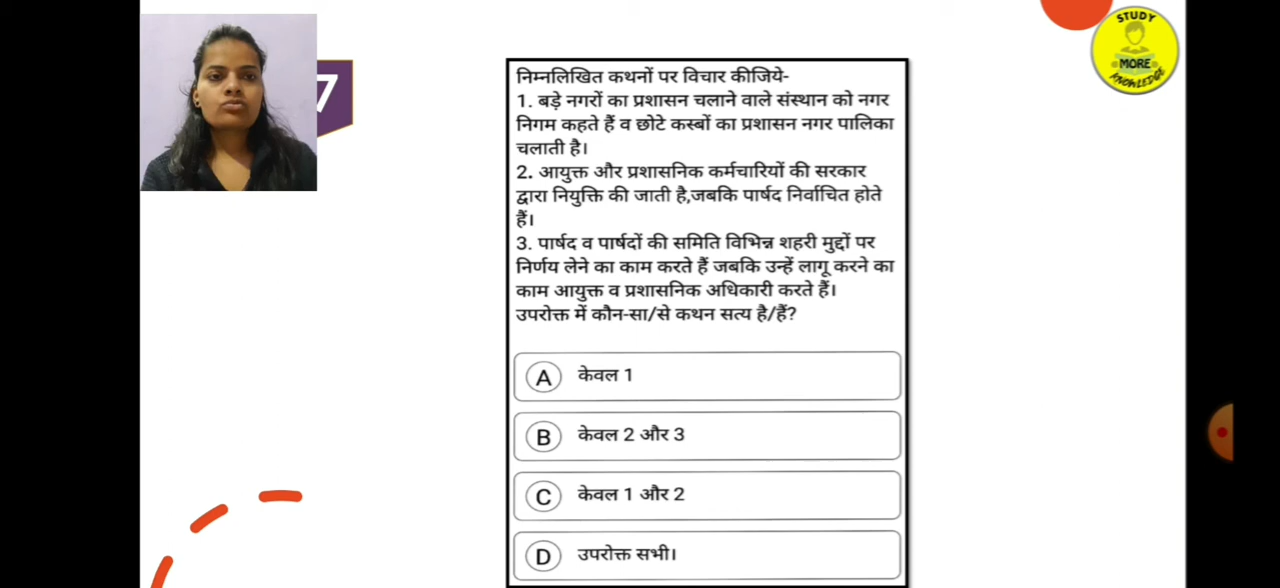 STUDY
MORE
KNOWLEDGE
7
निम्नलिखित कथनों पर विचार कीजिये-
1. बड़े नगरों का प्रशासन चलाने वाले संस्थान को नगर
निगम कहते हैं व छोटे कस्बों का प्रशासन नगर पालिका
चलाती है।
2. आयुक्त और प्रशासनिक कर्मचारियों की सरकार
द्वारा नियुक्ति की जाती है,जबकि पार्षद निर्वाचित होते
हैं।
3. पार्षद व पार्षदों की समिति विभिन्न शहरी मुद्दों पर
निर्णय लेने का काम करते हैं जबकि उन्हें लागू करने का
काम आयुक्त व प्रशासनिक अधिकारी करते हैं।
उपरोक्त में कौन-सा/से कथन सत्य है/हैं?
A केवल 1
B केवल 2 और 3
C केवल 1 और 2
D उपरोक्त सभी।